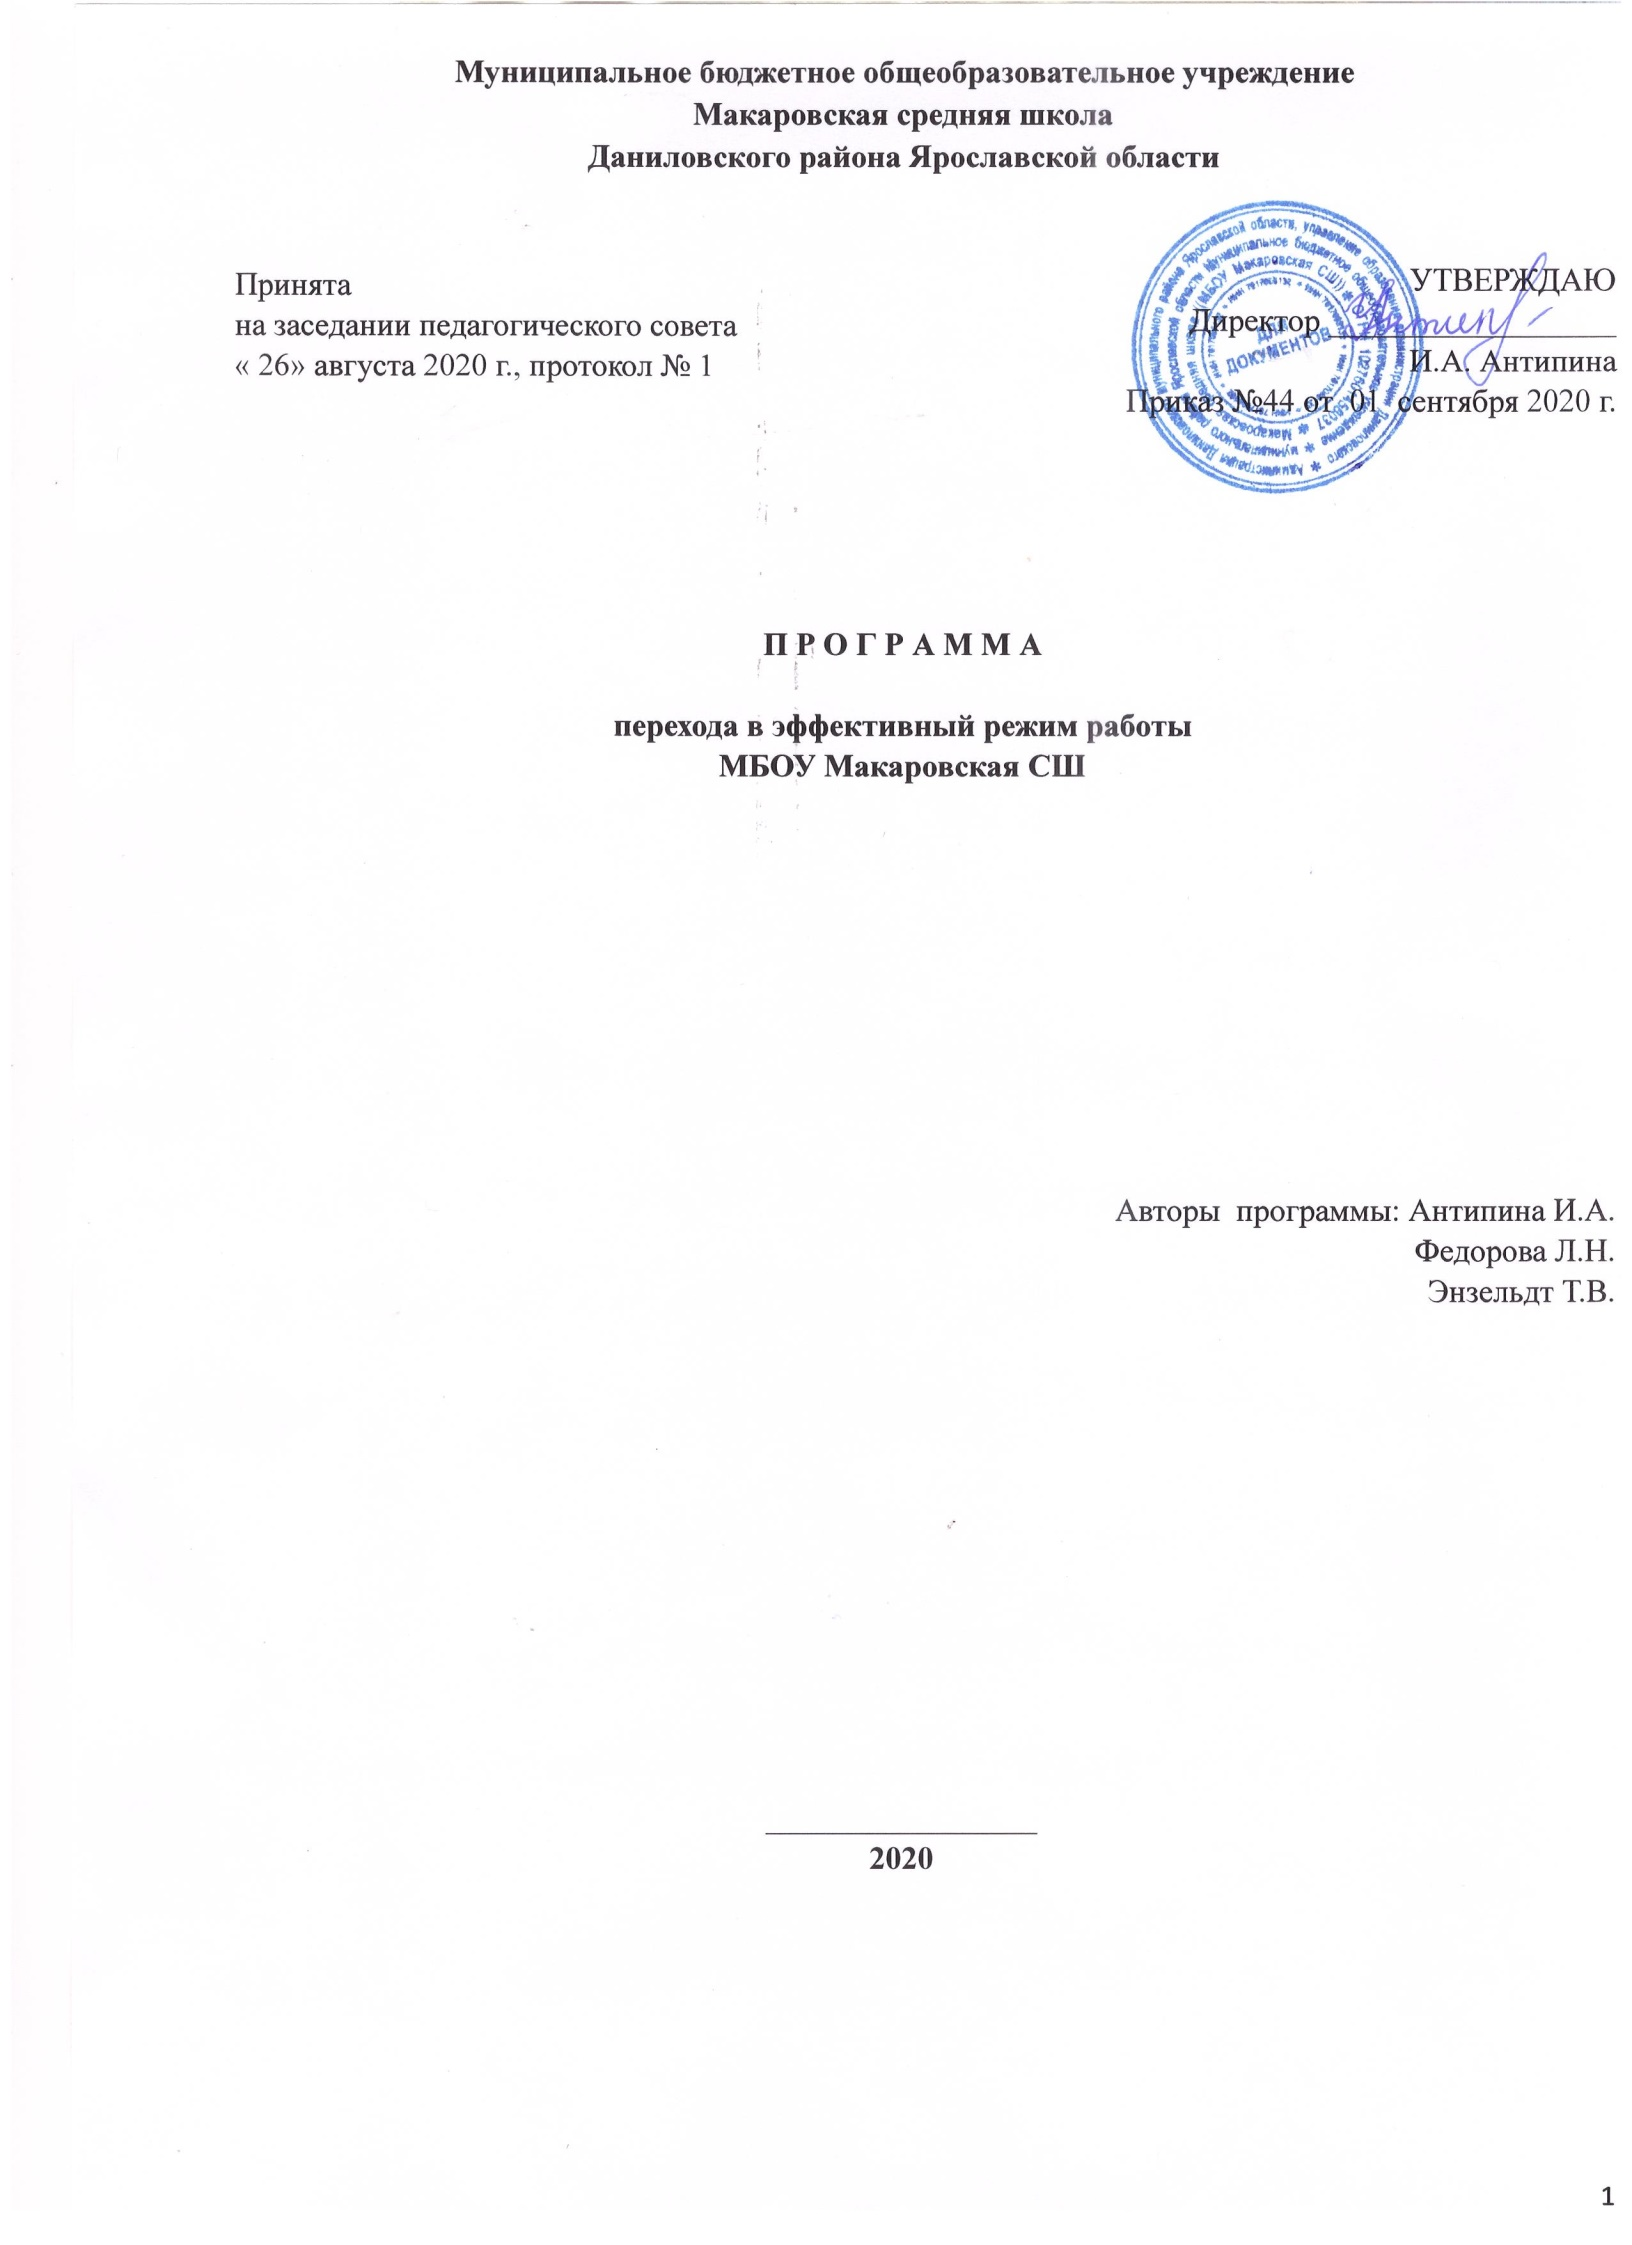 Муниципальное бюджетное общеобразовательное учреждение
Макаровская средняя школа
Даниловского района Ярославской области
Принята
на заседании педагогического совета
« 26» августа 2020 г., протокол № 1
УТВЕРЖДАЮ
Директор
И.А. Антипина
Приказ №44 от 01 сентября 2020 г.
ДЛЯ
ДОКУМЕНТОВ
П Р О Г Р А М М А
перехода в эффективный режим работы
МБОУ Макаровская СШ
Авторы программы: Антипина И.А.
Федорова Л.Н.
Энзельдт Т.В.
2020
1